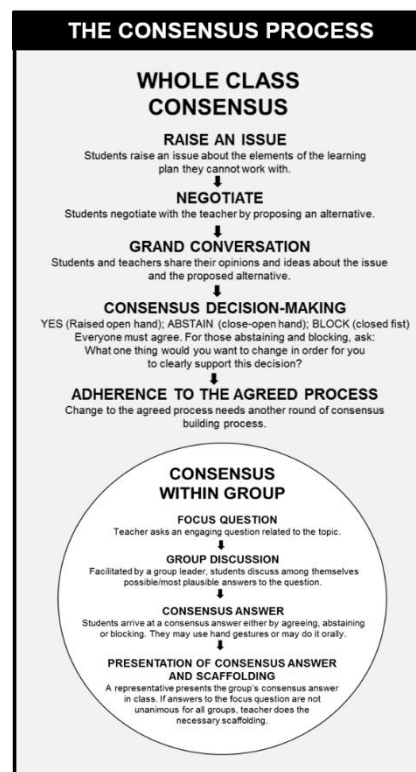 THE CONSENSUS PROCESS
WHOLE CLASS
CONSENSUS
RAISE AN ISSUE
Students raise an issue about the elements of the learning
plan they cannot work with.
NEGOTIATE
Students negotiate with the teacher by proposing an alternative.
GRAND CONVERSATION
Students and teachers share their opinions and ideas about the issue
and the proposed alternative.
CONSENSUS DECISION-MAKING
YES (Raised open hand); ABSTAIN (close-open hand); BLOCK (closed fist)
Everyone must agree. For those abstaining and blocking, ask:
What one thing would you want to change in order for you
to clearly support this decision?
ADHERENCE TO THE AGREED PROCESS
Change to the agreed process needs another round of consensus
building process.
CONSENSUS
WITHIN GROUP
FOCUS QUESTION
Teacher asks an engaging question related to the topic.
GROUP DISCUSSION
Facilitated by a group leader, students discuss among themselves
possible/most plausible answers to the question.
CONSENSUS ANSWER
Students arrive at a consensus answer either by agreeing, abstaining
or blocking. They may use hand gestures or may do it orally.
PRESENTATION OF CONSENSUS ANSWER
AND SCAFFOLDING
A representative presents the group's consensus answer
in class. If answers to the focus question are not
unanimous for all groups, teacher does the
necessary scaffolding.